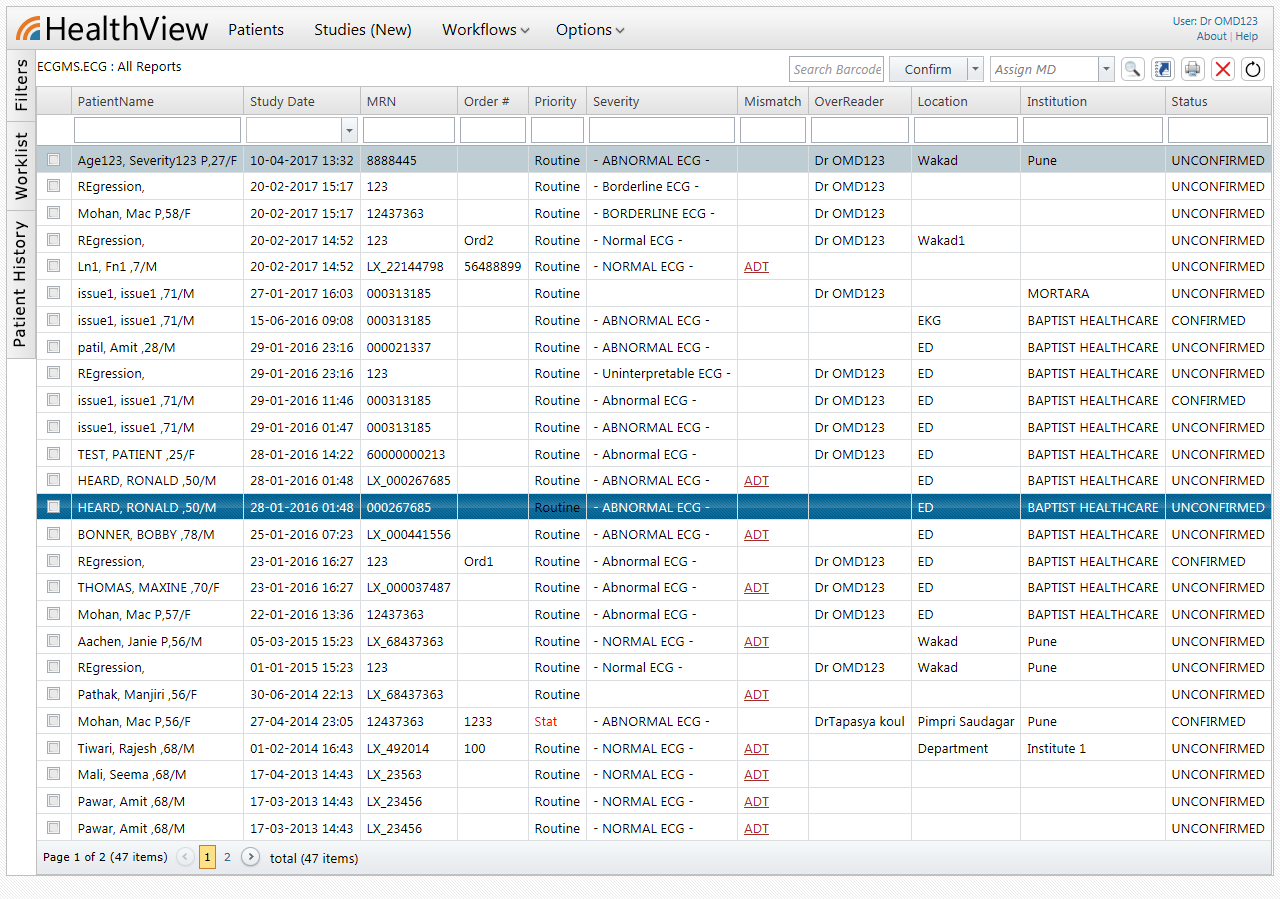 HealthView Patients Studies (New) Workflows Options
User: Dr OMD123
About | Help
Filters
Worklist
Patient History
ECGMS.ECG : All Reports Search Barcode Confirm Assign MD
PatientName Study Date MRN Order # Priority Severity Mismatch OverReader Location Institution Status
Age123, Severity123 P,27/F 10-04-2017 13:32 8888445 Routine - ABNORMAL ECG - Dr OMD123 Wakad Pune UNCONFIRMED
REgression, 20-02-2017 15:17 123 Routine - Borderline ECG - Dr OMD123 UNCONFIRMED
Mohan, Mac P,58/F 20-02-2017 15:17 12437363 Routine - BORDERLINE ECG - Dr OMD123 UNCONFIRMED
REgression, 20-02-2017 14:52 123 Ord2 Routine - Normal ECG - Dr OMD123 Wakad1 UNCONFIRMED
Ln1, Fn1 ,7/M 20-02-2017 14:52 LX_22144798 56488899 Routine - NORMAL ECG - ADT UNCONFIRMED
issue1, issue1 ,71/M 27-01-2017 16:03 000313185 Routine Dr OMD123 MORTARA UNCONFIRMED
issue1, issue1 ,71/M 15-06-2016 09:08 000313185 Routine - ABNORMAL ECG - EKG BAPTIST HEALTHCARE CONFIRMED
patil, Amit ,28/M 29-01-2016 23:16 000021337 Routine - ABNORMAL ECG - ED BAPTIST HEALTHCARE UNCONFIRMED
REgression, 29-01-2016 23:16 123 Routine - Uninterpretable ECG - Dr OMD123 ED BAPTIST HEALTHCARE UNCONFIRMED
issue1, issue1 ,71/M 29-01-2016 11:46 000313185 Routine - Abnormal ECG - Dr OMD123 ED BAPTIST HEALTHCARE CONFIRMED
issue1, issue1 ,71/M 29-01-2016 01:47 000313185 Routine - ABNORMAL ECG - Dr OMD123 ED BAPTIST HEALTHCARE UNCONFIRMED
TEST, PATIENT ,25/F 28-01-2016 14:22 60000000213 Routine - Abnormal ECG - Dr OMD123 ED BAPTIST HEALTHCARE UNCONFIRMED
HEARD, RONALD ,50/M 28-01-2016 01:48 LX_000267685 Routine - ABNORMAL ECG - ADT ED BAPTIST HEALTHCARE UNCONFIRMED
HEARD, RONALD ,50/M 28-01-2016 01:48 000267685 Routine - ABNORMAL ECG - ED BAPTIST HEALTHCARE UNCONFIRMED
BONNER, BOBBY ,78/M 25-01-2016 07:23 LX_000441556 Routine - ABNORMAL ECG - ADT ED BAPTIST HEALTHCARE UNCONFIRMED
REgression, 23-01-2016 16:27 123 Ord1 Routine - Abnormal ECG - Dr OMD123 ED BAPTIST HEALTHCARE CONFIRMED
THOMAS, MAXINE ,70/F 23-01-2016 16:27 LX_000037487 Routine - Abnormal ECG - ADT Dr OMD123 ED BAPTIST HEALTHCARE UNCONFIRMED
Mohan, Mac P,57/F 22-01-2016 13:36 12437363 Routine - Abnormal ECG - Dr OMD123 ED BAPTIST HEALTHCARE UNCONFIRMED
Aachen, Janie P,56/M 05-03-2015 15:23 LX_68437363 Routine - NORMAL ECG - ADT Wakad Pune UNCONFIRMED
REgression, 01-01-2015 15:23 123 Routine - Normal ECG - Dr OMD123 Wakad Pune UNCONFIRMED
Pathak, Manjiri ,56/F 30-06-2014 22:13 LX_68437363 Routine ADT UNCONFIRMED
Mohan, Mac P,56/F 27-04-2014 23:05 12437363 1233 Stat - ABNORMAL ECG - DrTapasya koul Pimpri Saudagar Pune CONFIRMED
Tiwari, Rajesh ,68/M 01-02-2014 16:43 LX_492014 100 Routine - NORMAL ECG - ADT Department Institute 1 UNCONFIRMED
Mali, Seema ,68/M 17-04-2013 14:43 LX_23563 Routine - NORMAL ECG - ADT UNCONFIRMED
Pawar, Amit ,68/M 17-03-2013 14:43 LX_23456 Routine - NORMAL ECG - ADT UNCONFIRMED
Pawar, Amit ,68/M 17-03-2013 14:43 LX_23456 Routine - NORMAL ECG - ADT UNCONFIRMED
Page 1 of 2 (47 items) 1 2 total (47 items)